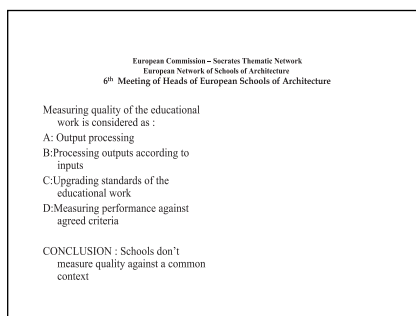 European Commission – Socrates Thematic Network
European Network of Schools of Architecture
6th Meeting of Heads of European Schools of Architecture
Measuring quality of the educational
work is considered as :
A: Output processing
B:Processing outputs according to
inputs
C:Upgrading standards of the
educational work
D:Measuring performance against
agreed criteria
CONCLUSION : Schools don't
measure quality against a common
context